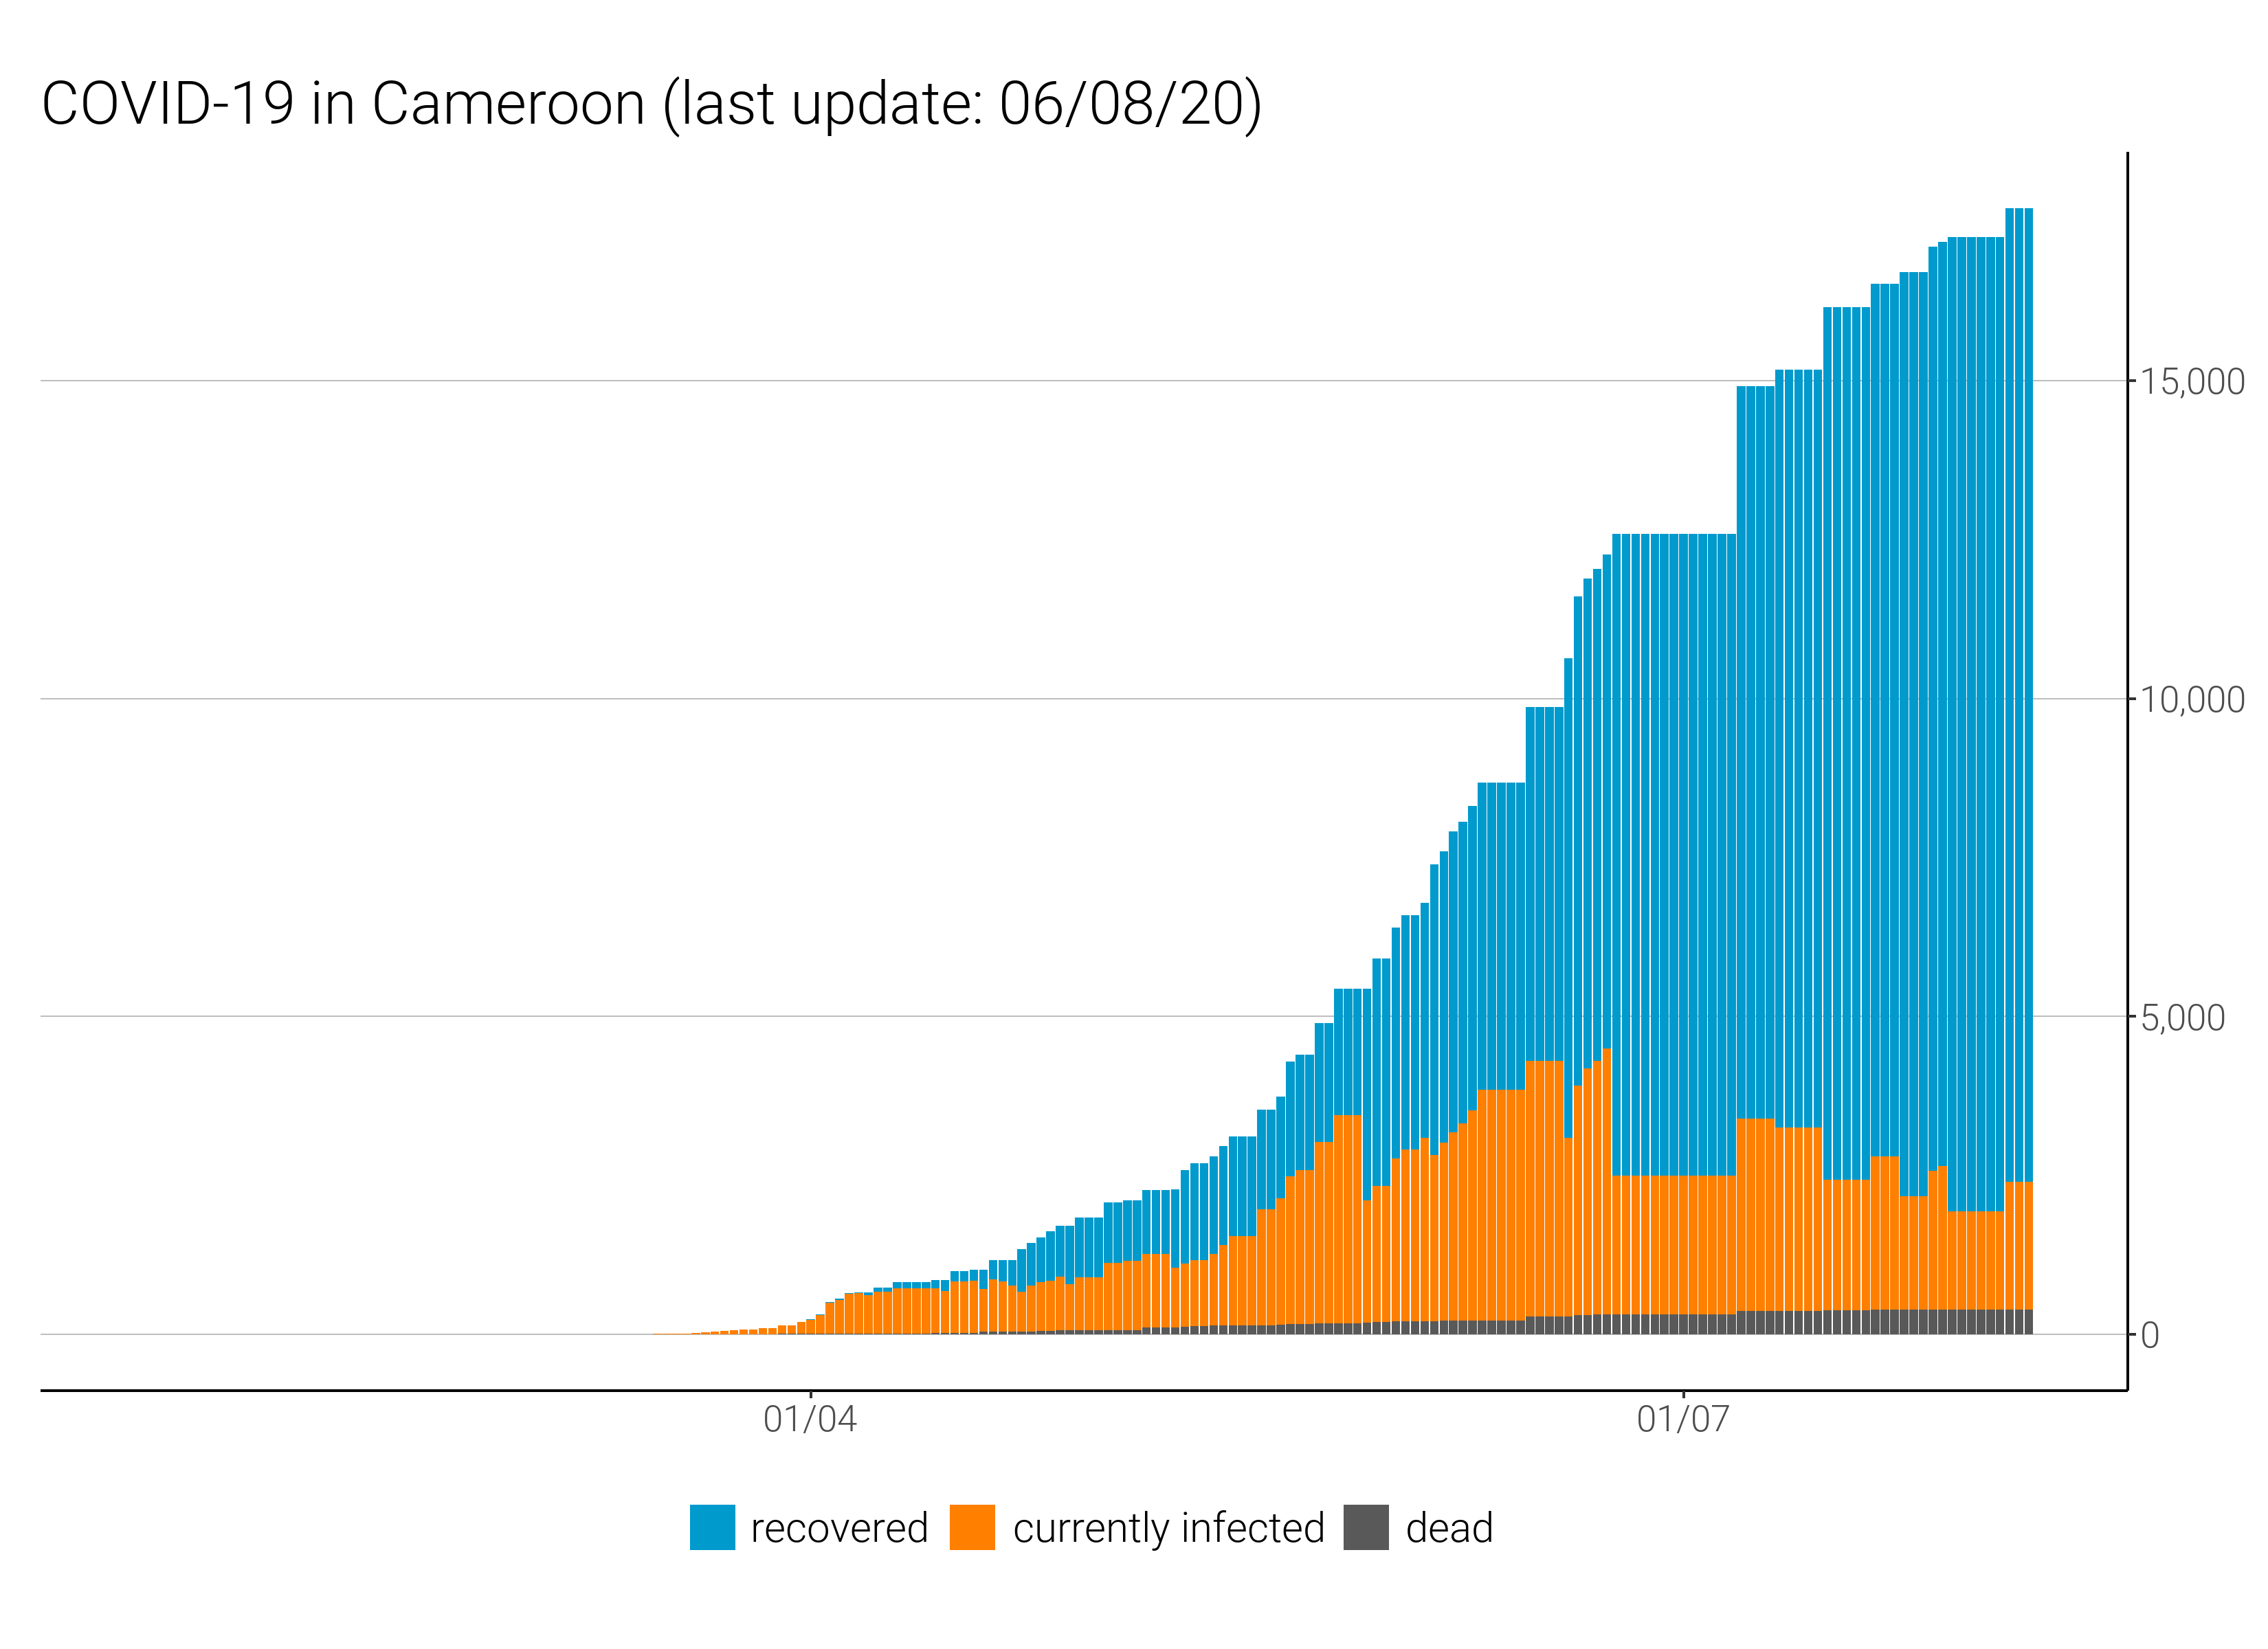 COVID-19 in Cameroon (last update: 06/08/20)
15,000
10,000
5,000
0
01/04 01/07
recovered currently infected dead